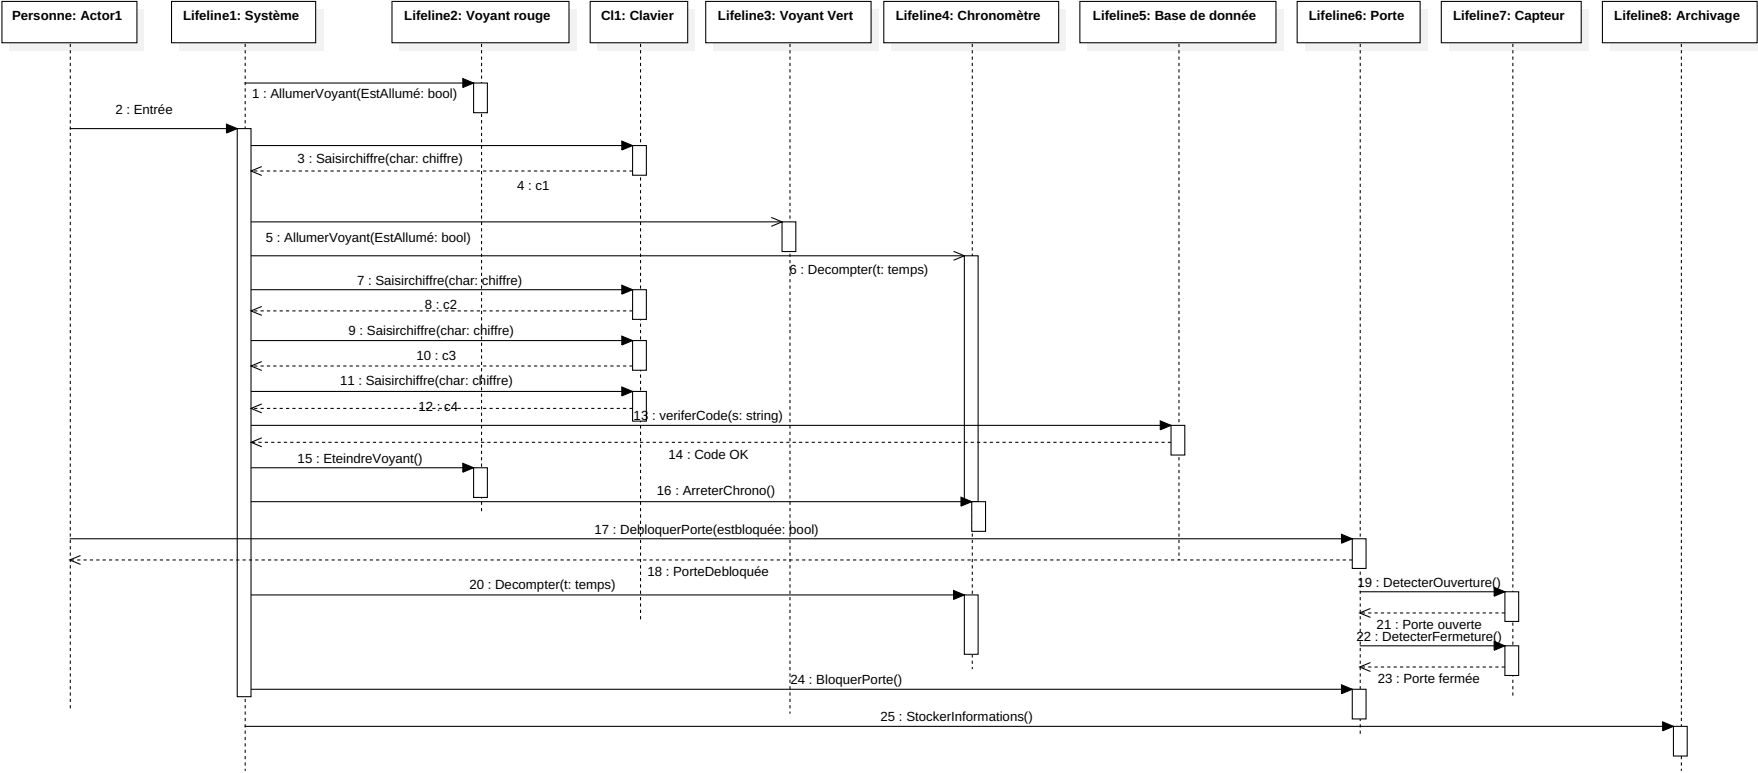 Personne: Actor1
Lifeline1: Système
Lifeline2: Voyant rouge
Cl1: Clavier
Lifeline3: Voyant Vert
Lifeline4: Chronomètre
Lifeline5: Base de donnée
Lifeline6: Porte
Lifeline7: Capteur
Lifeline8: Archivage
1 : AllumerVoyant(EstAllumé: bool)
2 : Entrée
3 : Saisirchiffre(char: chiffre)
4 : c1
5 : AllumerVoyant(EstAllumé: bool)
6 : Decompter(t: temps)
7 : Saisirchiffre(char: chiffre)
8 : c2
9 : Saisirchiffre(char: chiffre)
10 : c3
11 : Saisirchiffre(char: chiffre)
12 : c4
13 : veriferCode(s: string)
14 : Code OK
15 : EteindreVoyant()
16 : ArreterChrono()
17 : DebloquerPorte(estbloquée: bool)
18 : PorteDebloquée
19 : DetecterOuverture()
20 : Decompter(t: temps)
21 : Porte ouverte
22 : DetecterFermeture()
23 : Porte fermée
24 : BloquerPorte()
25 : StockerInformations()